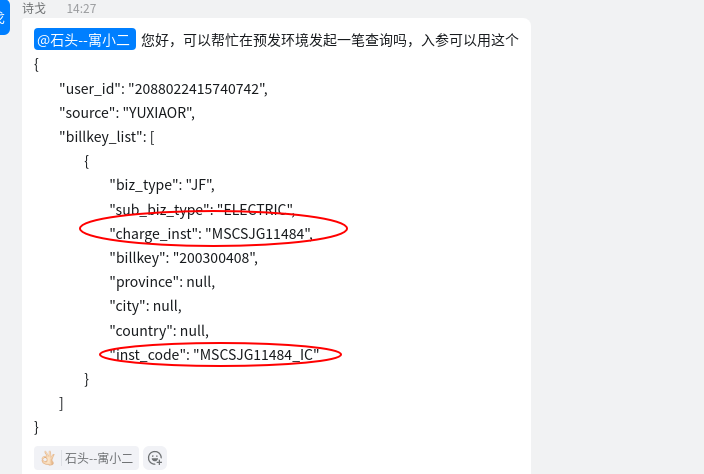 诗戈 14:27
戈
@石头--寓小二 您好，可以帮忙在预发环境发起一笔查询吗，入参可以用这个
{
"user_id": "2088022415740742",
"source": "YUXIAOR",
"billkey_list": [
{
"biz_type": "JF",
"sub_biz_type": "ELECTRIC",
"charge_inst": "MSCSJG11484",
"billkey": "200300408",
"province": null,
"city": null,
"country": null,
"inst_code": "MSCSJG11484_IC"
}
]
}
石头--寓小二